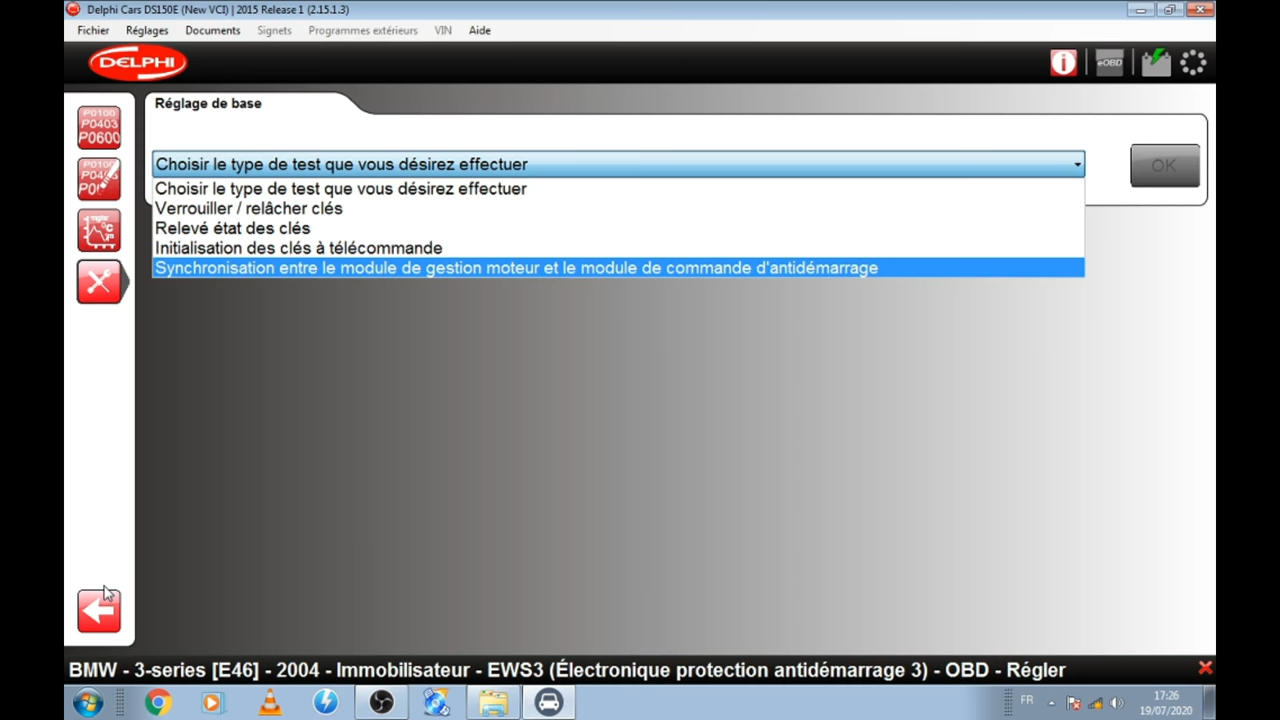 Delphi Cars DS150E (New VCI) | 2015 Release 1 (2.15.1.3)
Fichier Réglages Documents Signets Programmes extérieurs VIN Aide
DELPHI
i
eOBD
Réglage de base
P0100
P0403
P0600
Choisir le type de test que vous désirez effectuer
OK
Choisir le type de test que vous désirez effectuer
Verrouiller / relâcher clés
Relevé état des clés
Initialisation des clés à télécommande
Synchronisation entre le module de gestion moteur et le module de commande d'antidémarrage
BMW - 3-series [E46] - 2004 - Immobilisateur - EWS3 (Électronique protection antidémarrage 3) - OBD - Régler
FR
17:26
19/07/2020